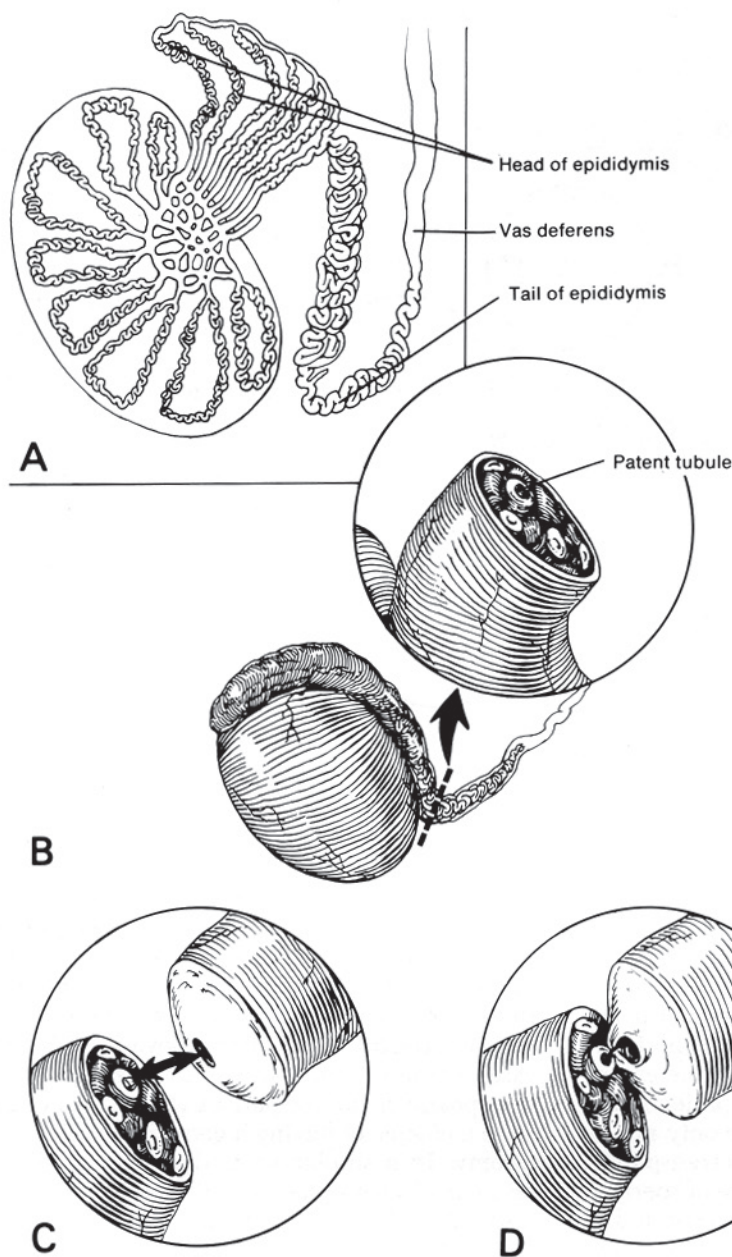 Head of epididymis
Vas deferens
Tail of epididymis
A
Patent tubule
B
C
D